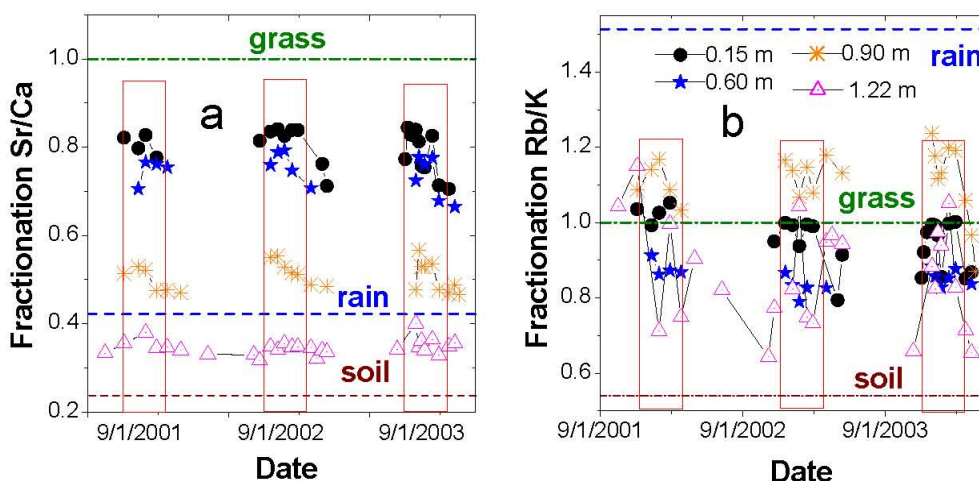 grass
a
rain
soil
Fractionation Sr/Ca
1.0
0.8
0.6
0.4
0.2
9/1/2001
9/1/2002
9/1/2003
Date
rain
0.15 m
0.90 m
0.60 m
1.22 m
b
grass
soil
Fractionation Rb/K
1.4
1.2
1.0
0.8
0.6
9/1/2001
9/1/2002
9/1/2003
Date